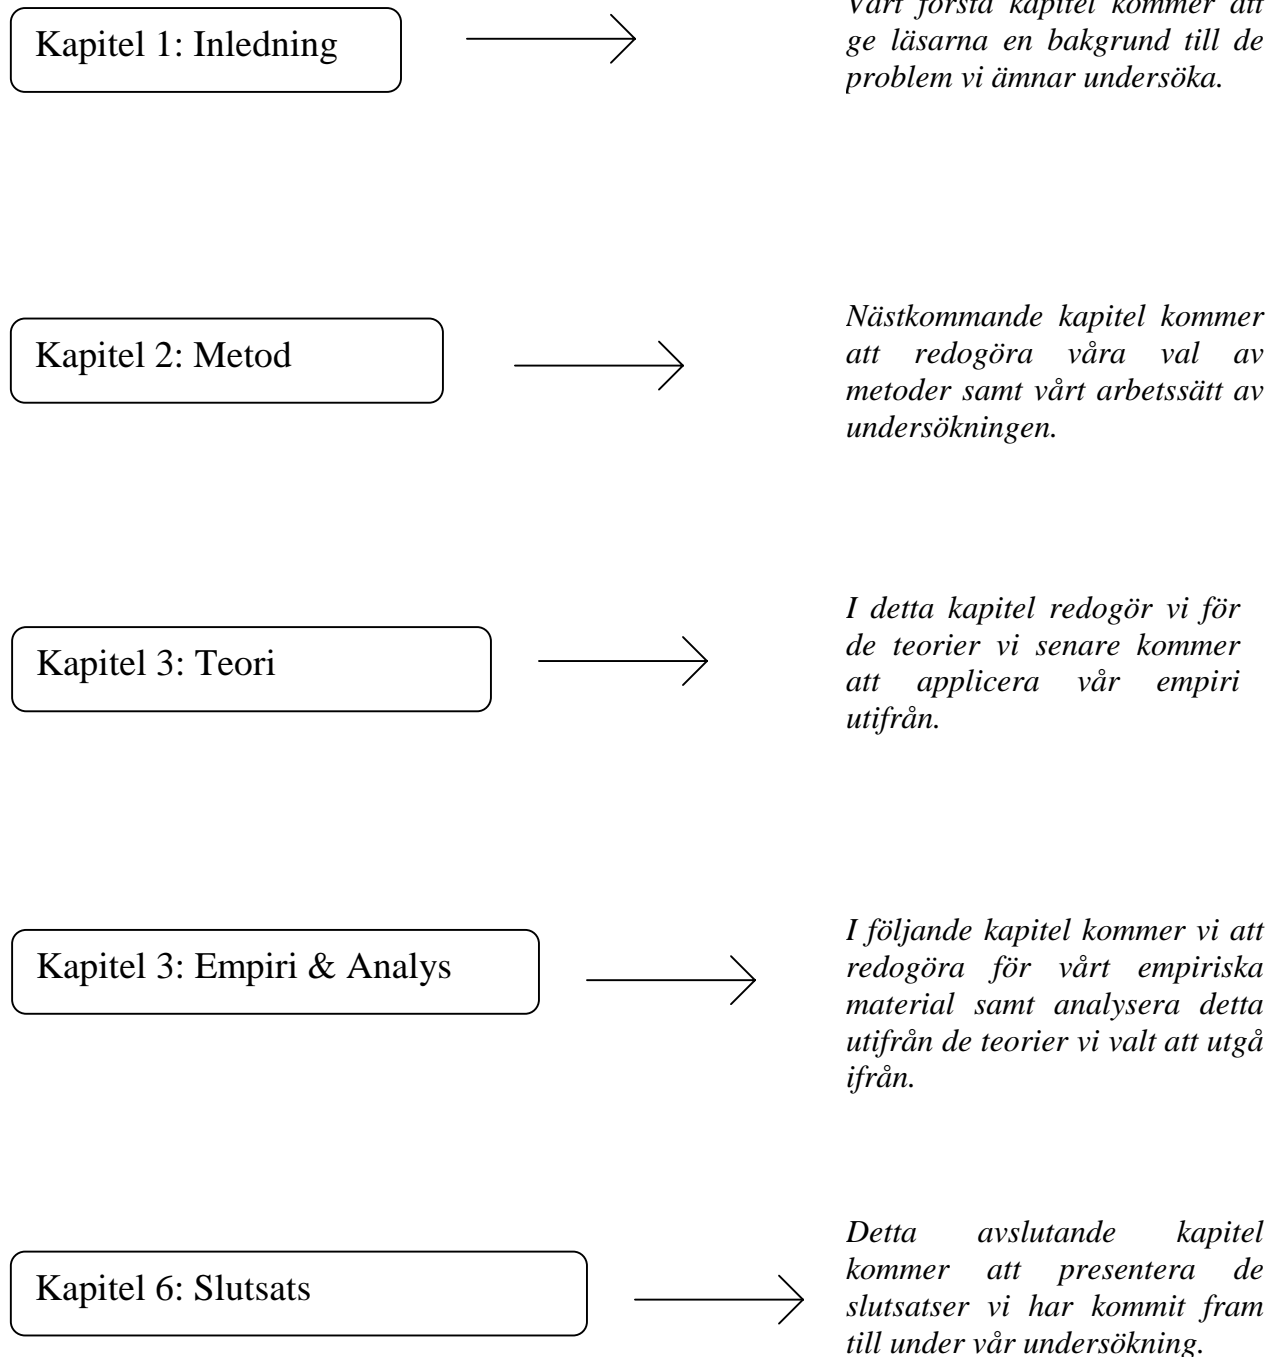 Kapitel 1: Inledning
Vårt första kapitel kommer att
ge läsarna en bakgrund till de
problem vi ämnar undersöka.
Kapitel 2: Metod
Nästkommande kapitel kommer
att redogöra våra val av
metoder samt vårt arbetssätt av
undersökningen.
Kapitel 3: Teori
I detta kapitel redogör vi för
de teorier vi senare kommer
att applicera vår empiri
utifrån.
Kapitel 3: Empiri & Analys
I följande kapitel kommer vi att
redogöra för vårt empiriska
material samt analysera detta
utifrån de teorier vi valt att utgå
ifrån.
Kapitel 6: Slutsats
Detta avslutande kapitel
kommer att presentera de
slutsatser vi har kommit fram
till under vår undersökning.